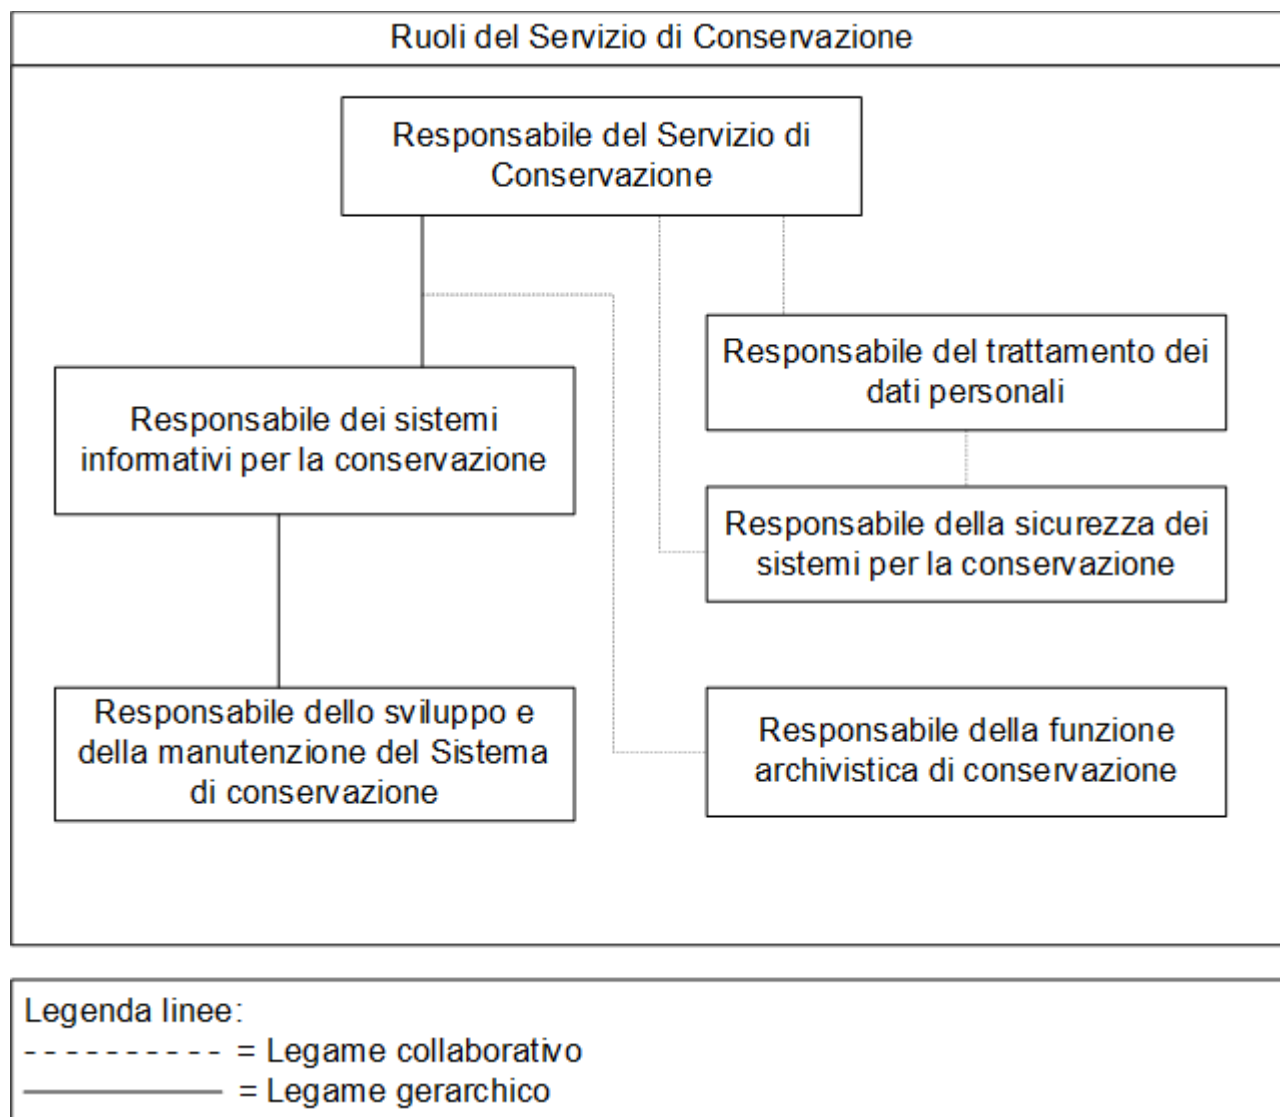 Ruoli del Servizio di Conservazione
Responsabile del Servizio di
Conservazione
Responsabile del trattamento dei
dati personali
Responsabile dei sistemi
informativi per la conservazione
Responsabile della sicurezza dei
sistemi per la conservazione
Responsabile dello sviluppo e
della manutenzione del Sistema
di conservazione
Responsabile della funzione
archivistica di conservazione
Legenda linee:
---------- = Legame collaborativo
= Legame gerarchico